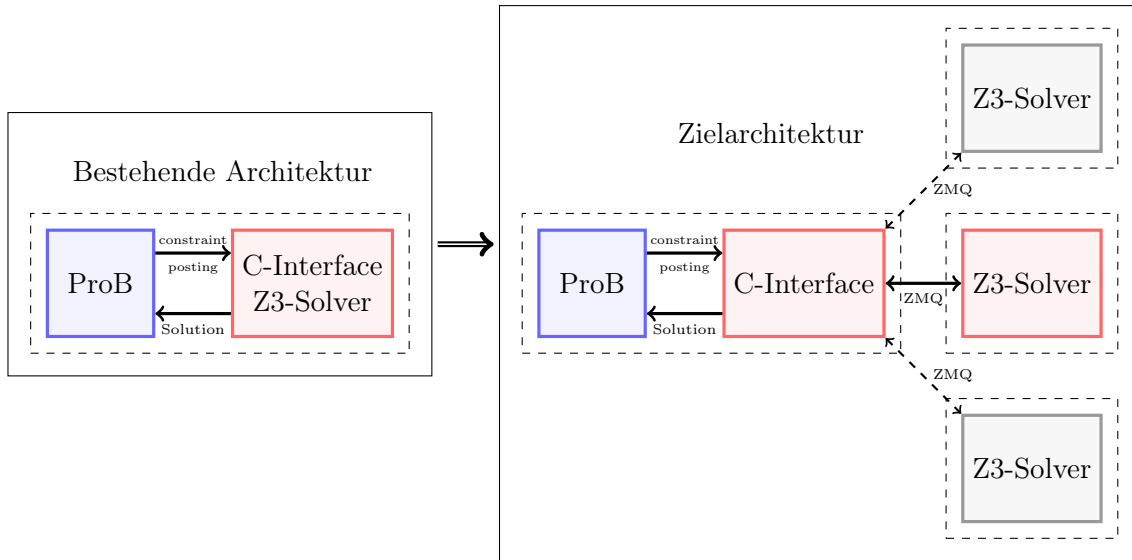 Bestehende Architektur
ProB
constraint
posting
Solution
C-Interface
Z3-Solver
Zielarchitektur
ProB
constraint
posting
Solution
C-Interface
ZMQ
Z3-Solver
ZMQ
Z3-Solver
ZMQ
Z3-Solver